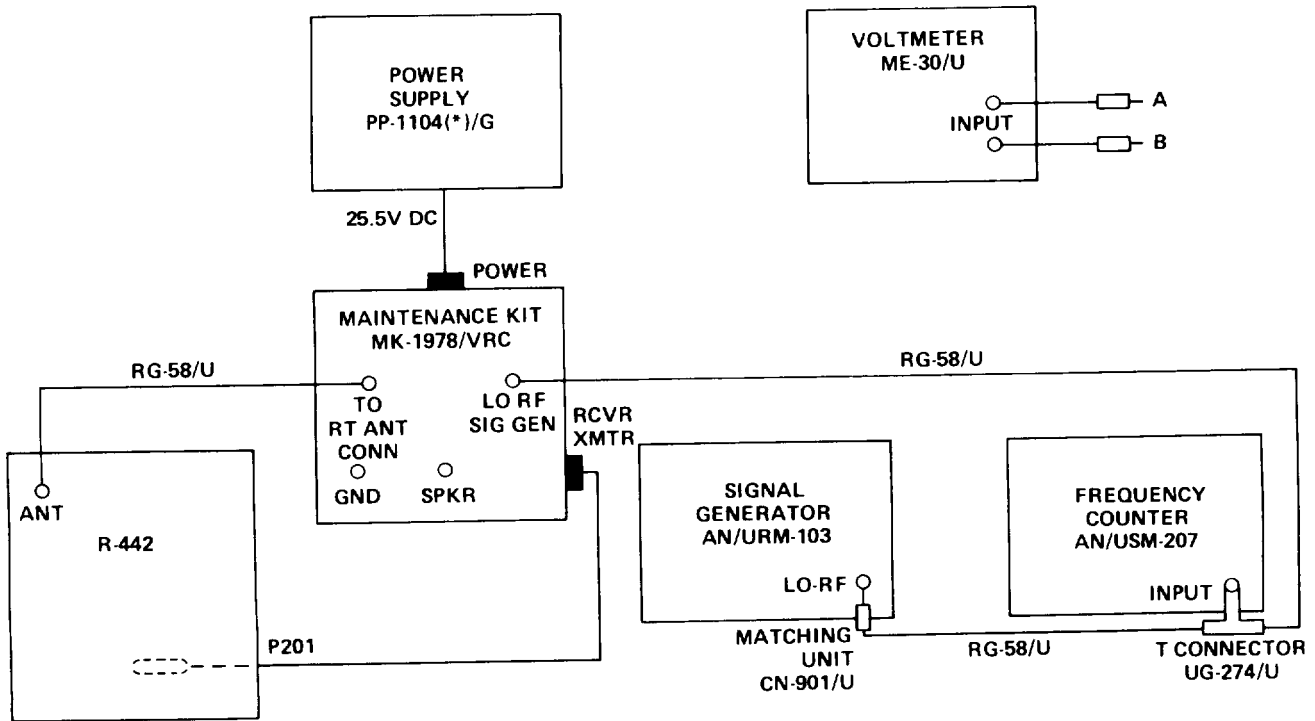 POWER
SUPPLY
PP-1104(*)/G
VOLTMETER
ME-30/U
INPUT
A
B
25.5V DC
POWER
MAINTENANCE KIT
MK-1978/VRC
RG-58/U
TO
RT ANT
CONN
LO RF
SIG GEN
RCVR
XMTR
GND
SPKR
RG-58/U
ANT
R-442
P201
SIGNAL
GENERATOR
AN/URM-103
LO-RF
MATCHING
UNIT
CN-901/U
RG-58/U
FREQUENCY
COUNTER
AN/USM-207
INPUT
T CONNECTOR
UG-274/U